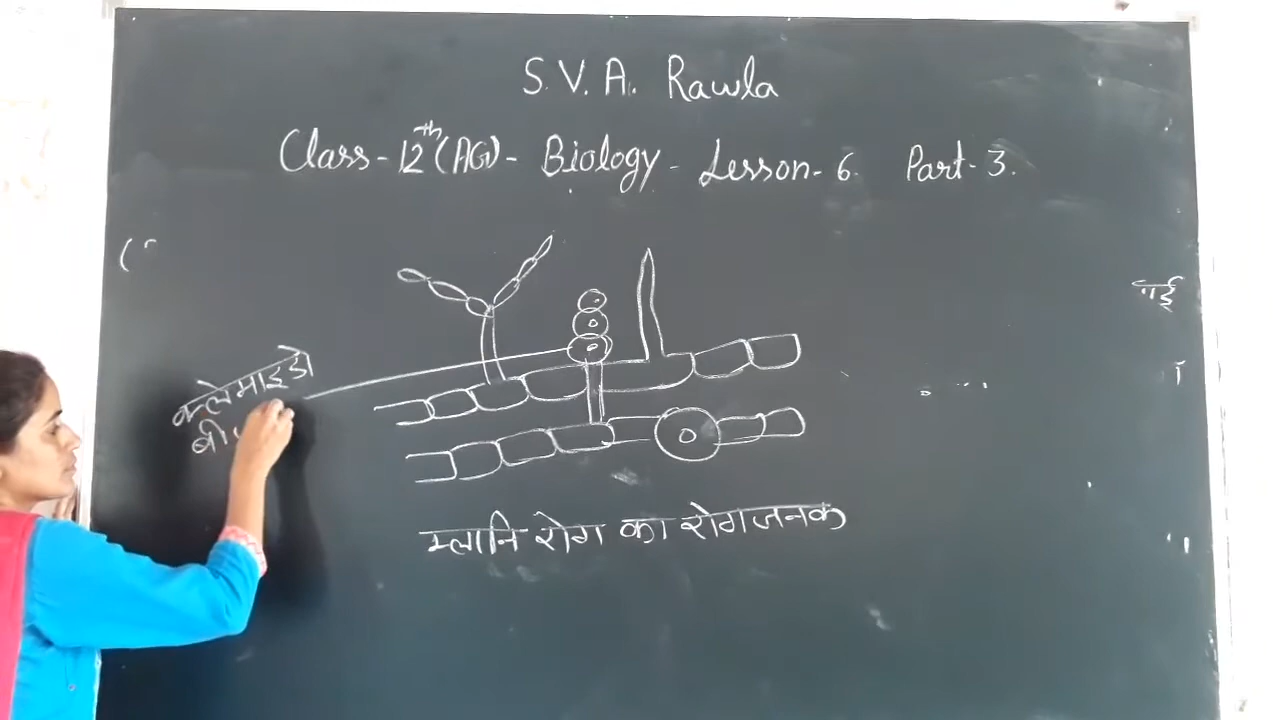 S.V.A. Rawla
Class-12th(AG)- Biology- Lesson-6. Part-3.
क्लेमाइडो
बी
म्लानि रोग का रोगजनक